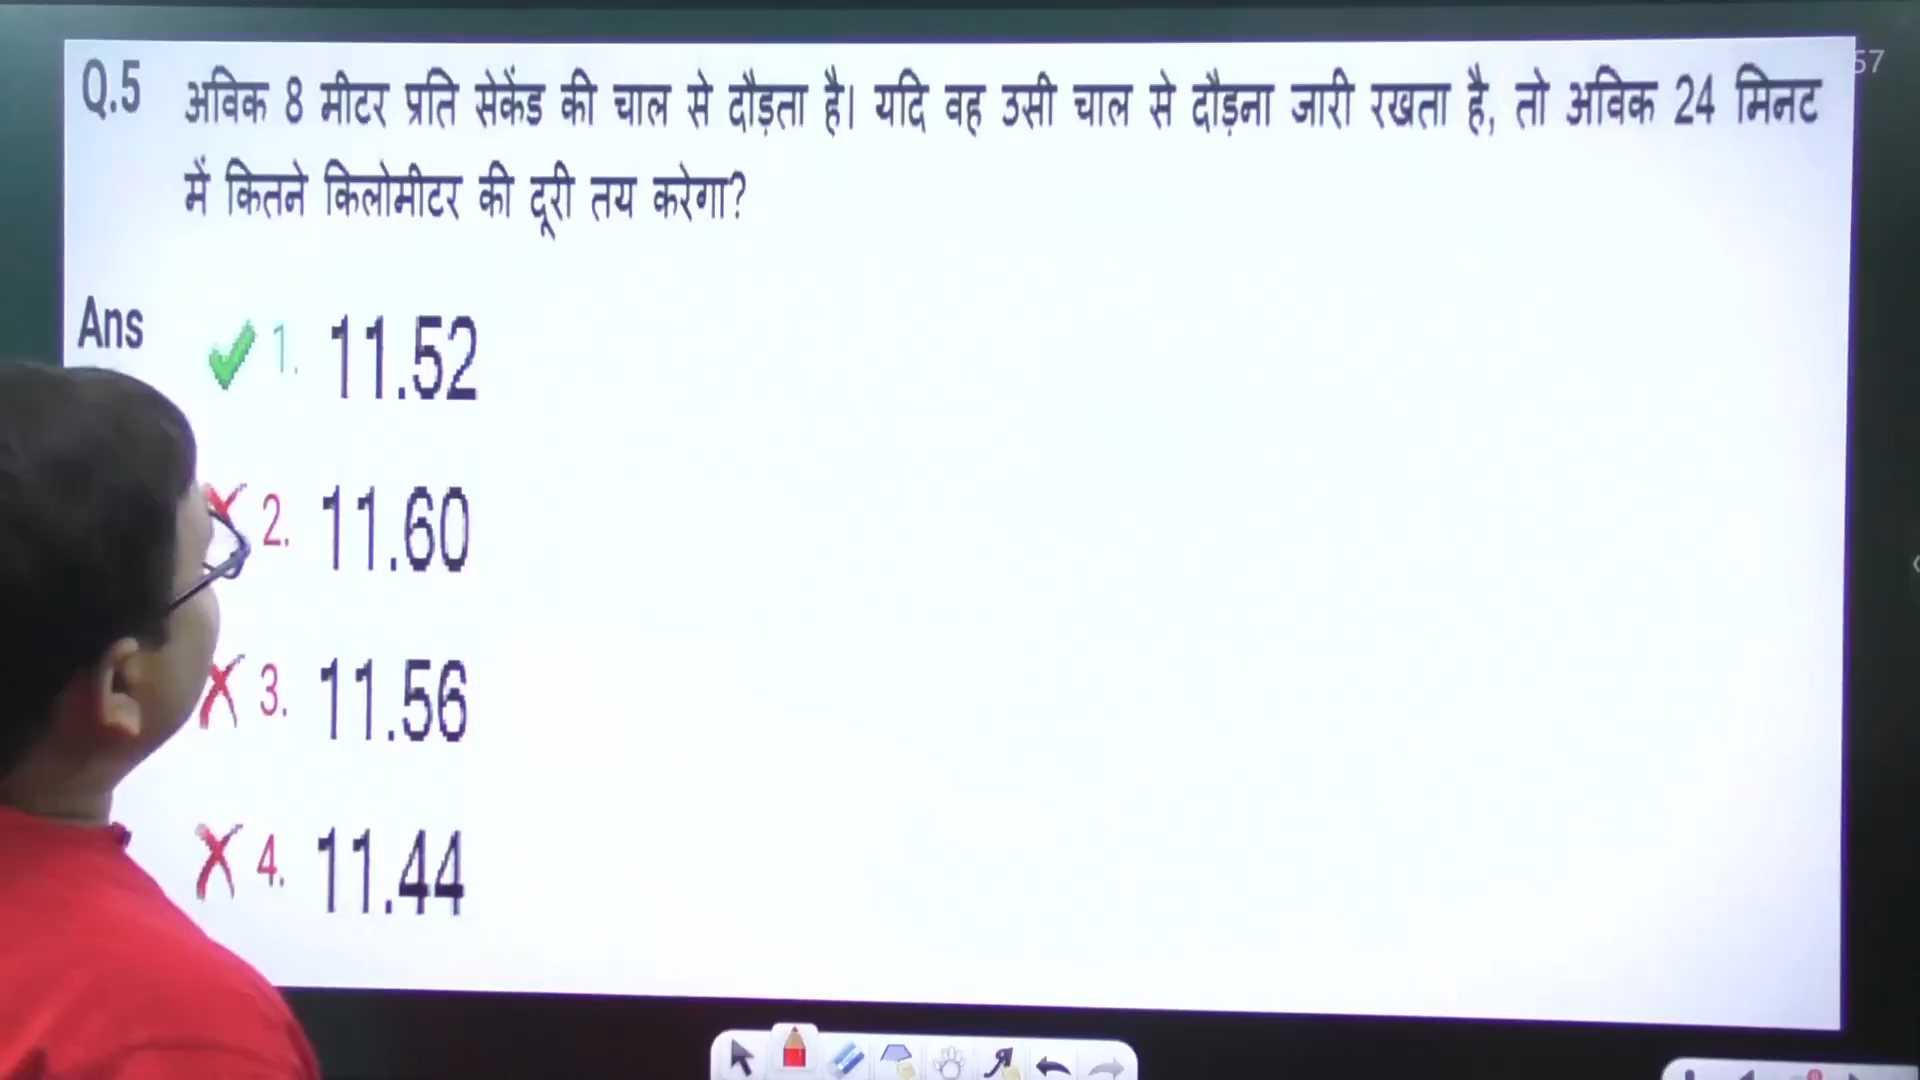 Q.5 अविक 8 मीटर प्रति सेकेंड की चाल से दौड़ता है। यदि वह उसी चाल से दौड़ना जारी रखता है, तो अविक 24 मिनट
में कितने किलोमीटर की दूरी तय करेगा?
57
Ans
1. 11.52
2. 11.60
3. 11.56
4. 11.44